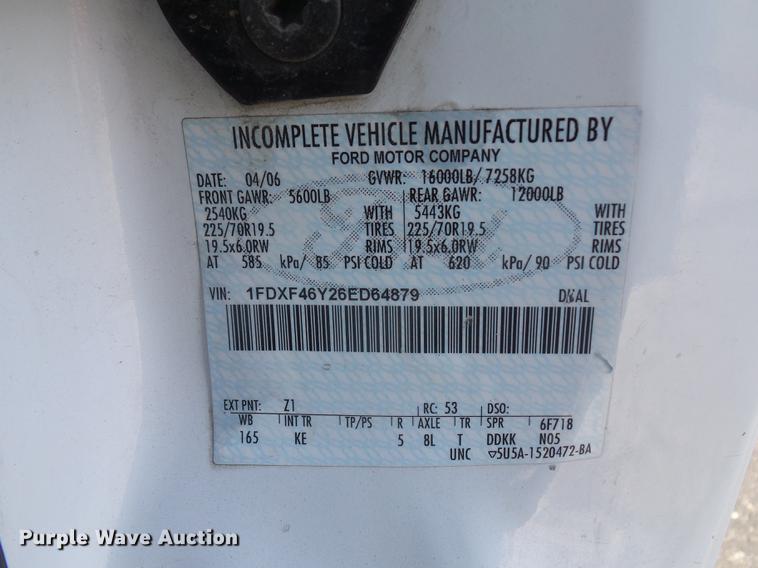 INCOMPLETE VEHICLE MANUFACTURED BY
FORD MOTOR COMPANY
DATE: 04/06 GVWR: 16000LB/ 7258KG
FRONT GAWR: 5600LB REAR GAWR: 12000LB
2540KG WITH 5443KG WITH
225/70R19.5 TIRES 225/70R19.5 TIRES
19.5x6.0RW RIMS 19.5x6.0RW RIMS
AT 585 kPa/ 85 PSI COLD AT 620 kPa/ 90 PSI COLD
VIN: 1FDXF46Y26ED64879 DUAL
EXT PNT: Z1 RC: 53 DSO:
WB INT TR TP/PS R AXLE TR SPR 6F718
165 KE 5 8L T DDKK N05
UNC ▽5U5A-1520472-BA
Purple Wave Auction